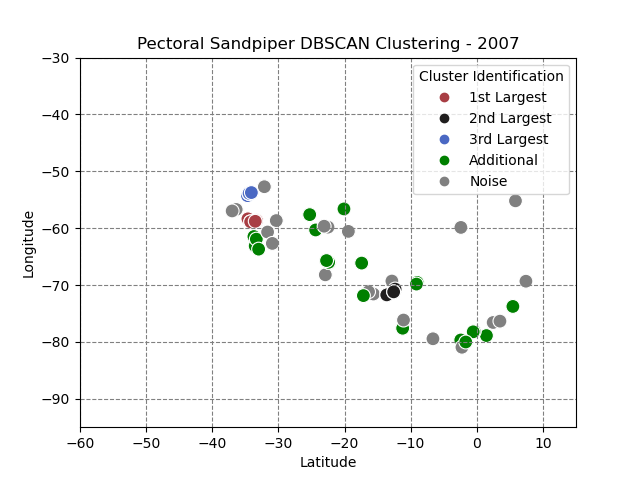 Pectoral Sandpiper DBSCAN Clustering - 2007
Cluster Identification
1st Largest
2nd Largest
3rd Largest
Additional
Noise
Longitude
−30
−40
−50
−60
−70
−80
−90
−60 −50 −40 −30 −20 −10 0 10
Latitude